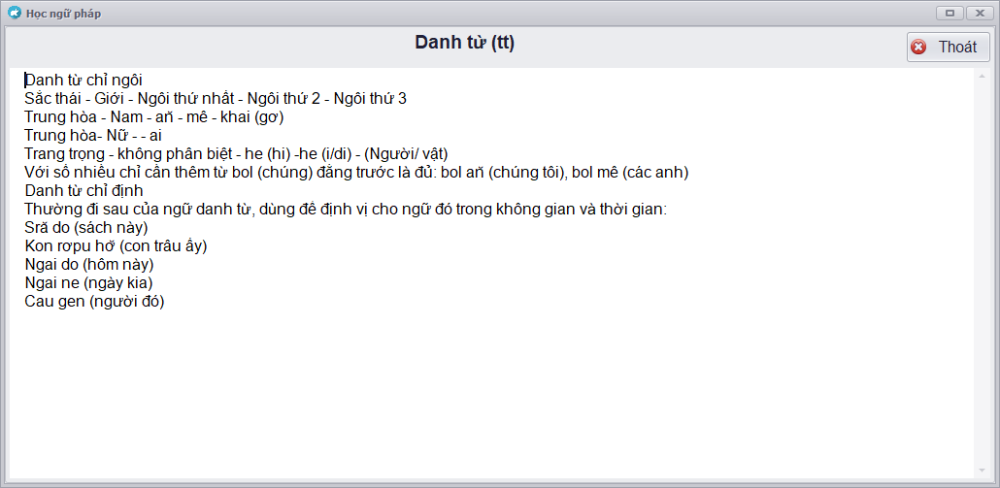 Học ngữ pháp
Danh từ (tt)
Thoát
Danh từ chỉ ngôi
Sắc thái - Giới - Ngôi thứ nhất - Ngôi thứ 2 - Ngôi thứ 3
Trung hòa - Nam - añ - mê - khai (gơ)
Trung hòa- Nữ - - ai
Trang trọng - không phân biệt - he (hi) -he (i/di) - (Người/ vật)
Với số nhiều chỉ cần thêm từ bol (chúng) đằng trước là đủ: bol añ (chúng tôi), bol mê (các anh)
Danh từ chỉ định
Thường đi sau của ngữ danh từ, dùng để định vị cho ngữ đó trong không gian và thời gian:
Sră do (sách này)
Kon rơpu hơ̆ (con trâu ấy)
Ngai do (hôm này)
Ngai ne (ngày kia)
Cau gen (người đó)